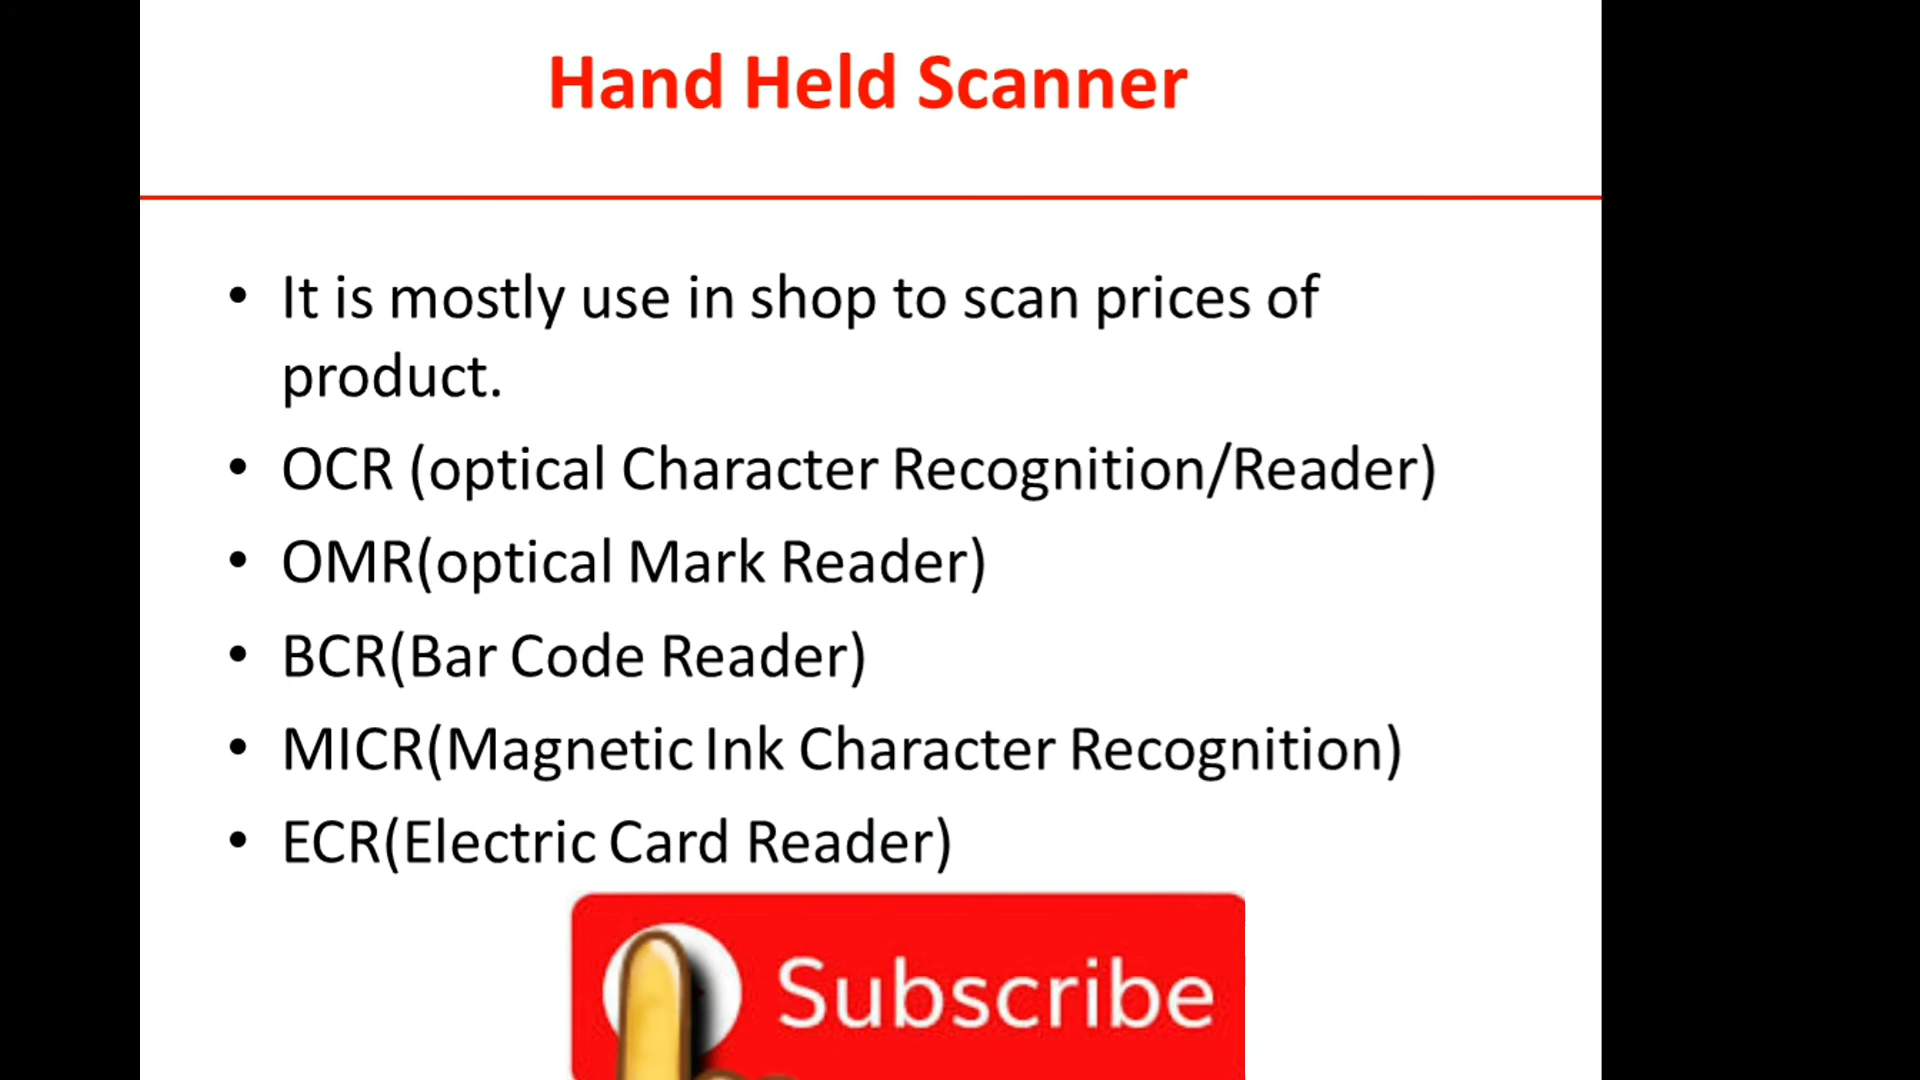 Hand Held Scanner
• It is mostly use in shop to scan prices of
product.
• OCR (optical Character Recognition/Reader)
• OMR(optical Mark Reader)
• BCR(Bar Code Reader)
• MICR(Magnetic Ink Character Recognition)
• ECR(Electric Card Reader)
Subscribe